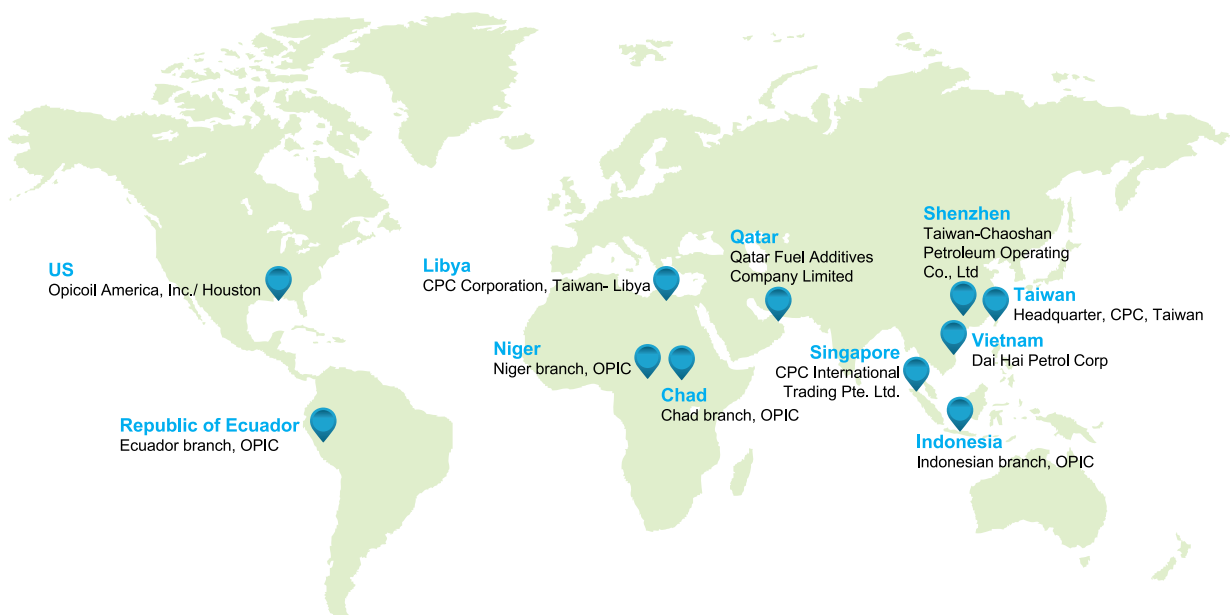 US
Opicoil America, Inc./ Houston
Republic of Ecuador
Ecuador branch, OPIC
Libya
CPC Corporation, Taiwan- Libya
Niger
Niger branch, OPIC
Chad
Chad branch, OPIC
Qatar
Qatar Fuel Additives
Company Limited
Shenzhen
Taiwan-Chaoshan
Petroleum Operating
Co., Ltd
Taiwan
Headquarter, CPC, Taiwan
Vietnam
Dai Hai Petrol Corp
Singapore
CPC International
Trading Pte. Ltd.
Indonesia
Indonesian branch, OPIC